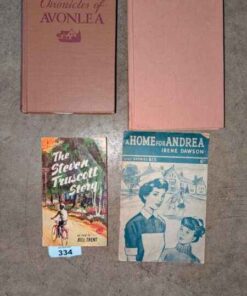 Chronicles of
AVONLEA
A HOME FOR ANDREA
IRENE DAWSON
The
Steven
Truscott
Story
BILL TRENT
334